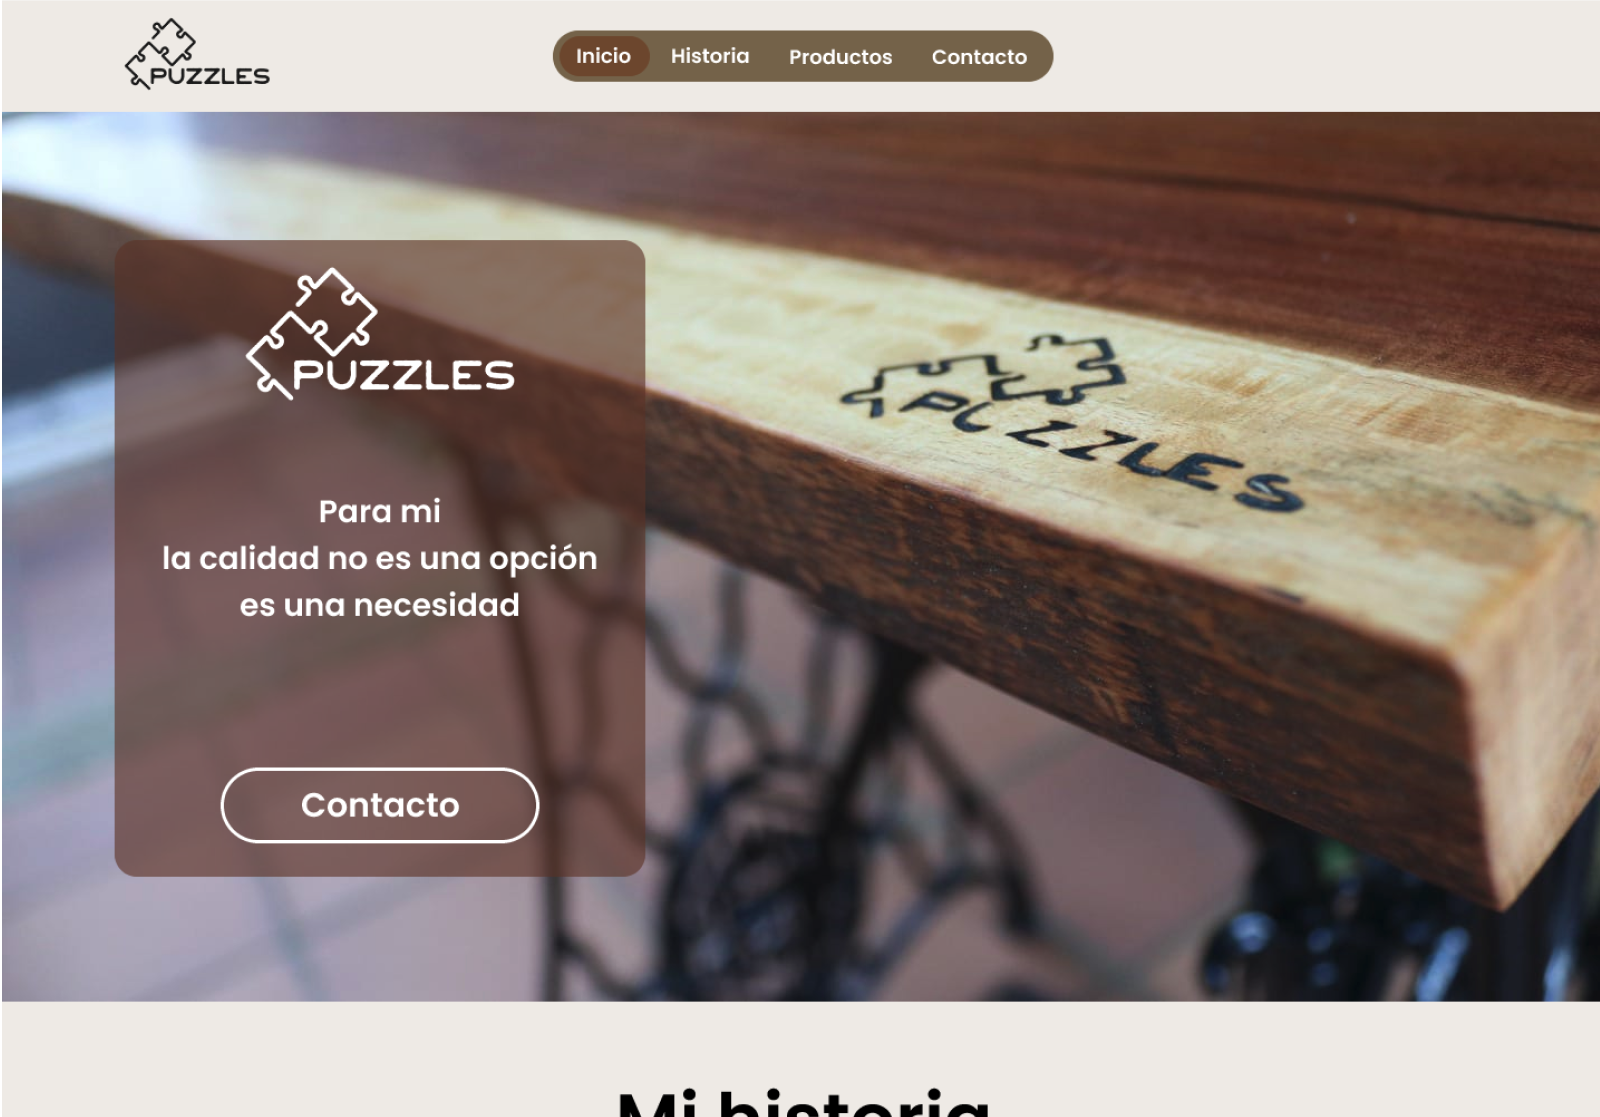 PUZZLES
Inicio Historia Productos Contacto
PUZZLES
PUZZLES
Para mi
la calidad no es una opción
es una necesidad
Contacto
Mi historia